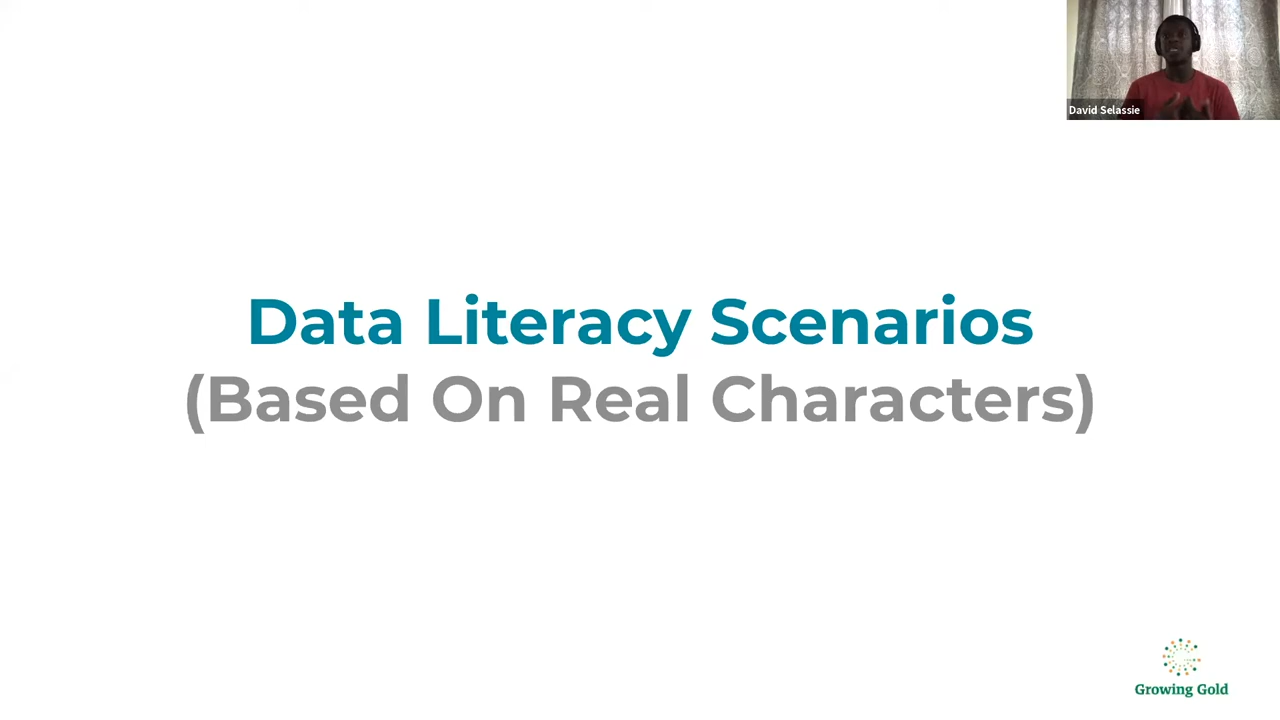 David Selassie
Data Literacy Scenarios
(Based On Real Characters)
Growing Gold